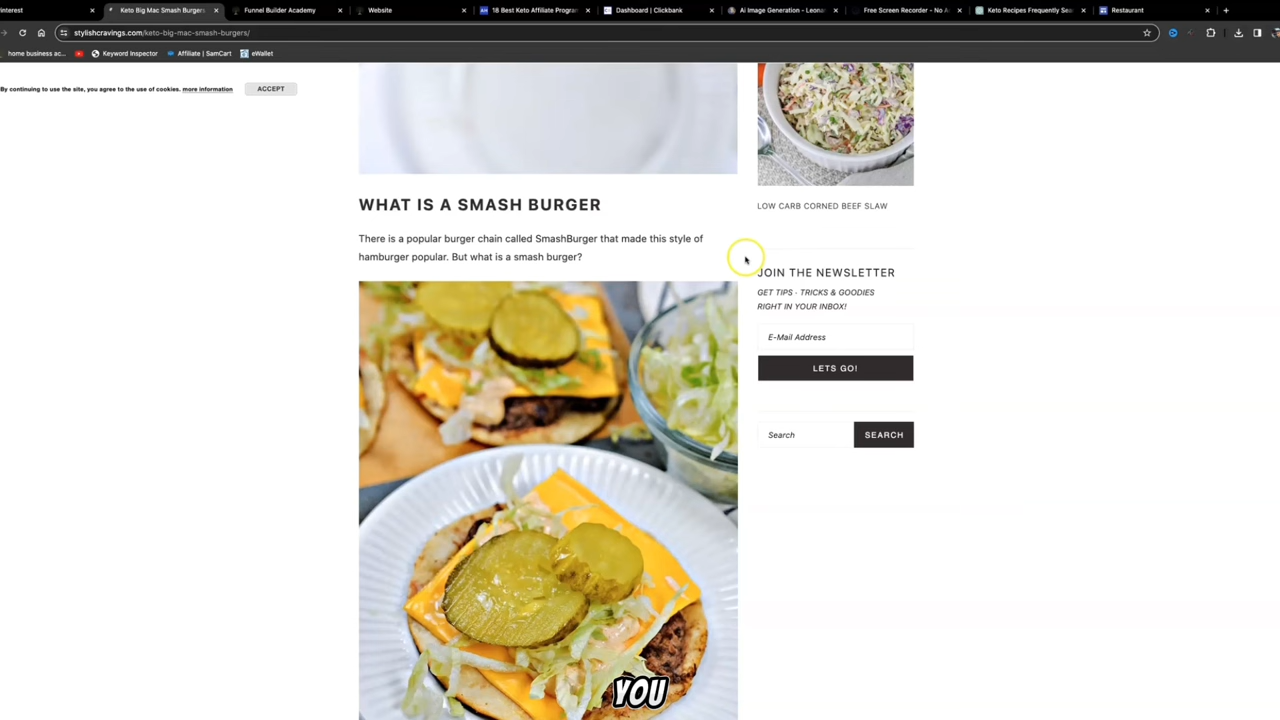 interest
Keto Big Mac Smash Burgers
Funnel Builder Academy
Website
18 Best Keto Affiliate Progra
Dashboard | Clickbank
AI Image Generation - Leona
Free Screen Recorder - No A
Keto Recipes Frequently Sea
Restaurant
stylishcravings.com/keto-big-mac-smash-burgers/
home business ac...
Keyword Inspector
Affiliate | SamCart
eWallet
By continuing to use the site, you agree to the use of cookies. more information
ACCEPT
WHAT IS A SMASH BURGER
There is a popular burger chain called SmashBurger that made this style of
hamburger popular. But what is a smash burger?
LOW CARB CORNED BEEF SLAW
JOIN THE NEWSLETTER
GET TIPS - TRICKS & GOODIES
RIGHT IN YOUR INBOX!
E-Mail Address
LETS GO!
Search
SEARCH
YOU